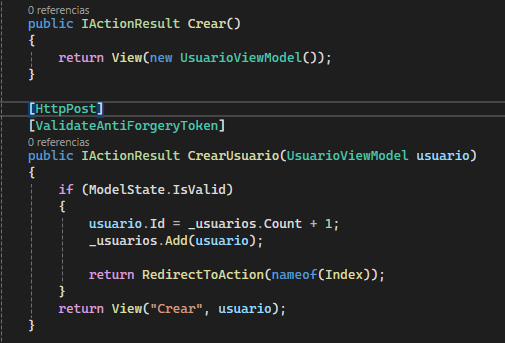 0 referencias
public IActionResult Crear()
{
return View(new UsuarioViewModel());
}
[HttpPost]
[ValidateAntiForgeryToken]
0 referencias
public IActionResult CrearUsuario(UsuarioViewModel usuario)
{
if (ModelState.IsValid)
{
usuario.Id = _usuarios.Count + 1;
_usuarios.Add(usuario);
return RedirectToAction(nameof(Index));
}
return View("Crear", usuario);
}